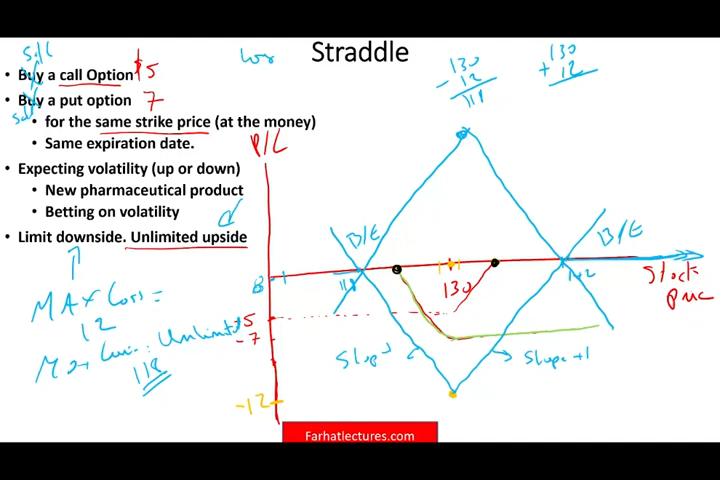 Straddle
sell
Buy a call Option $5
Buy a put option 7
sell
for the same strike price (at the money)
Same expiration date.
Expecting volatility (up or down)
New pharmaceutical product
Betting on volatility
Limit downside. Unlimited upside
MAX Loss =
12
Max Gain: Unlimited
118
130
- 12
118
130
+ 12
P/L
B/E
B/E
118
130
142
Stock
price
-5
-7
-12
Slope -1
Slope +1
Farhatlectures.com